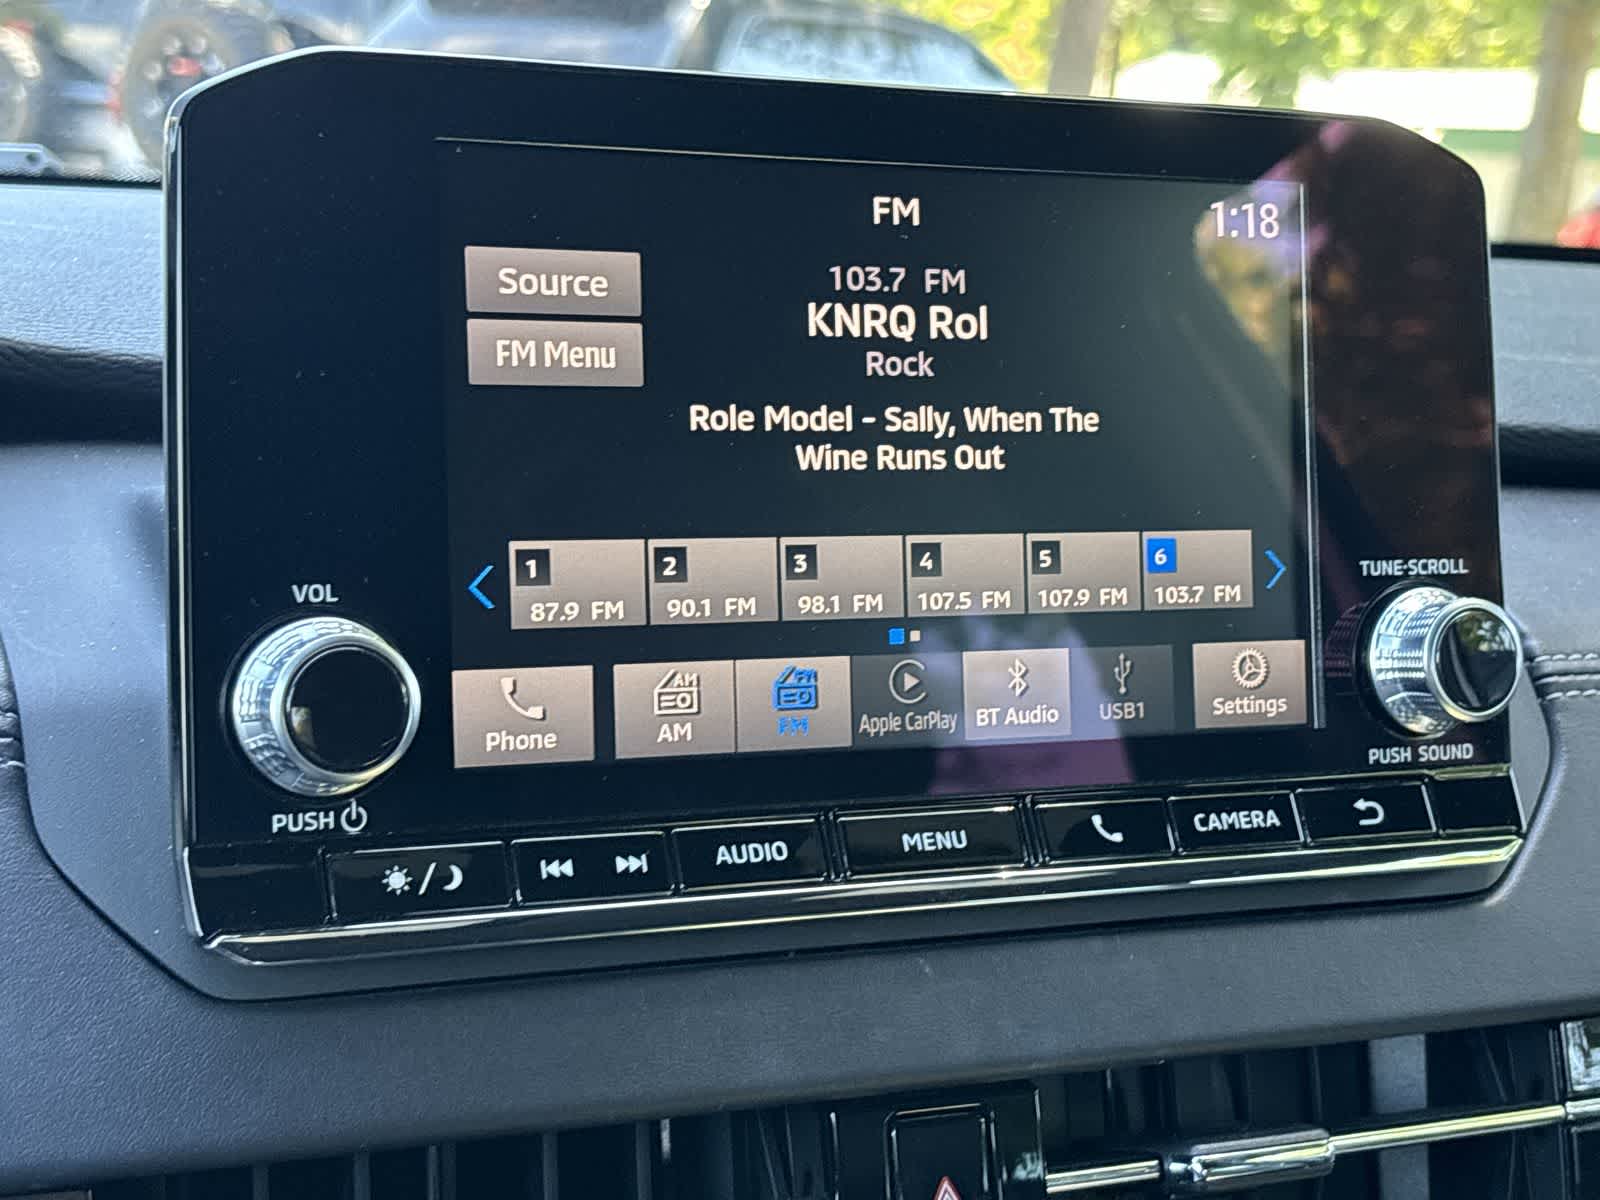 FM
1:18
Source
103.7 FM
KNRQ Rol
FM Menu
Rock
Role Model - Sally, When The
Wine Runs Out
VOL
TUNE·SCROLL
1
2
3
4
5
6
87.9 FM
90.1 FM
98.1 FM
107.5 FM
107.9 FM
103.7 FM
Phone
AM
AM
FM
FM
Apple CarPlay
BT Audio
USB1
Settings
PUSH
PUSH SOUND
/
AUDIO
MENU
CAMERA